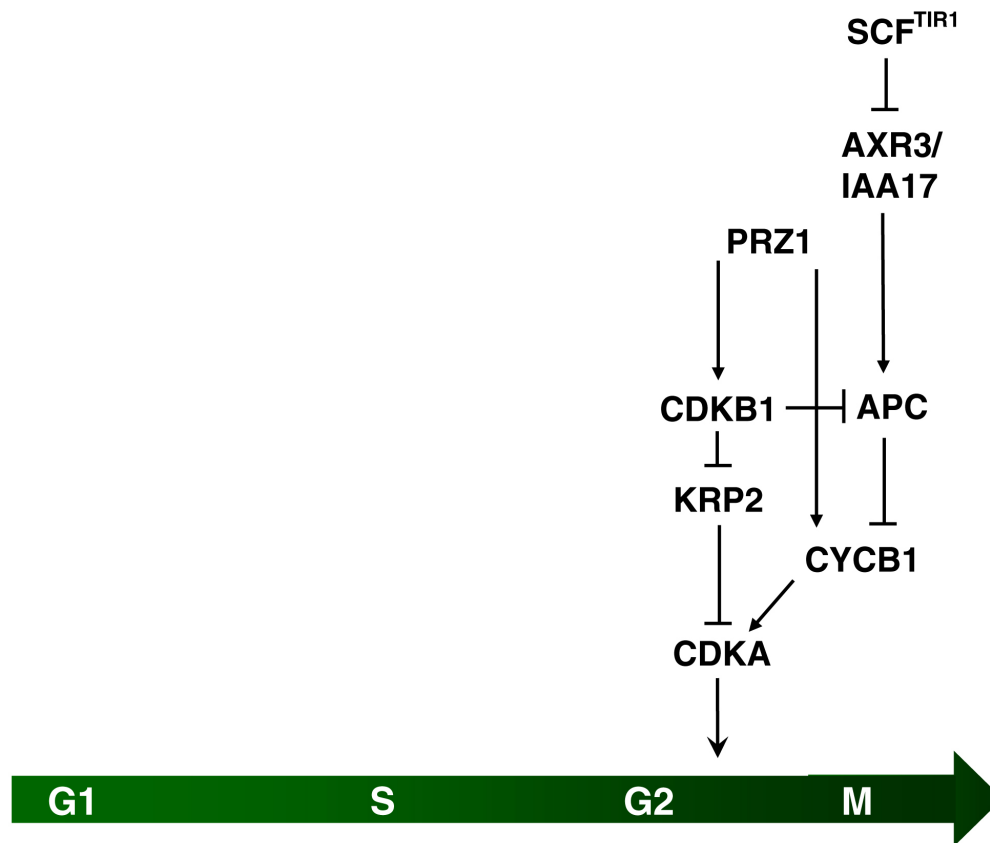 SCF^TIR1
AXR3/
IAA17
PRZ1
CDKB1
APC
KRP2
CYCB1
CDKA
G1 S G2 M